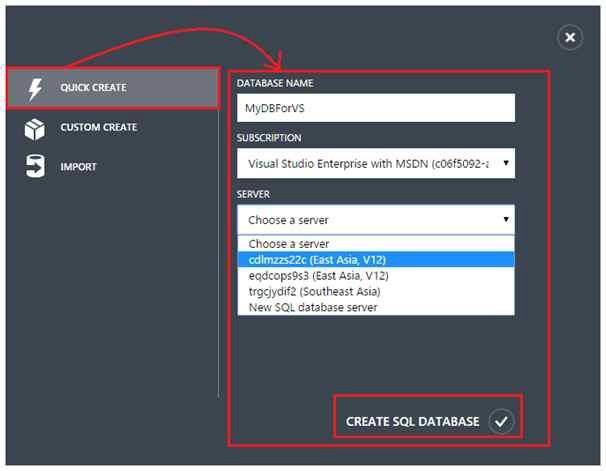 QUICK CREATE
CUSTOM CREATE
IMPORT
DATABASE NAME
MyDBForVS
SUBSCRIPTION
Visual Studio Enterprise with MSDN (c06f5092-a
SERVER
Choose a server
Choose a server
cdlmzzs22c (East Asia, V12)
eqdcops9s3 (East Asia, V12)
trgcjydif2 (Southeast Asia)
New SQL database server
CREATE SQL DATABASE